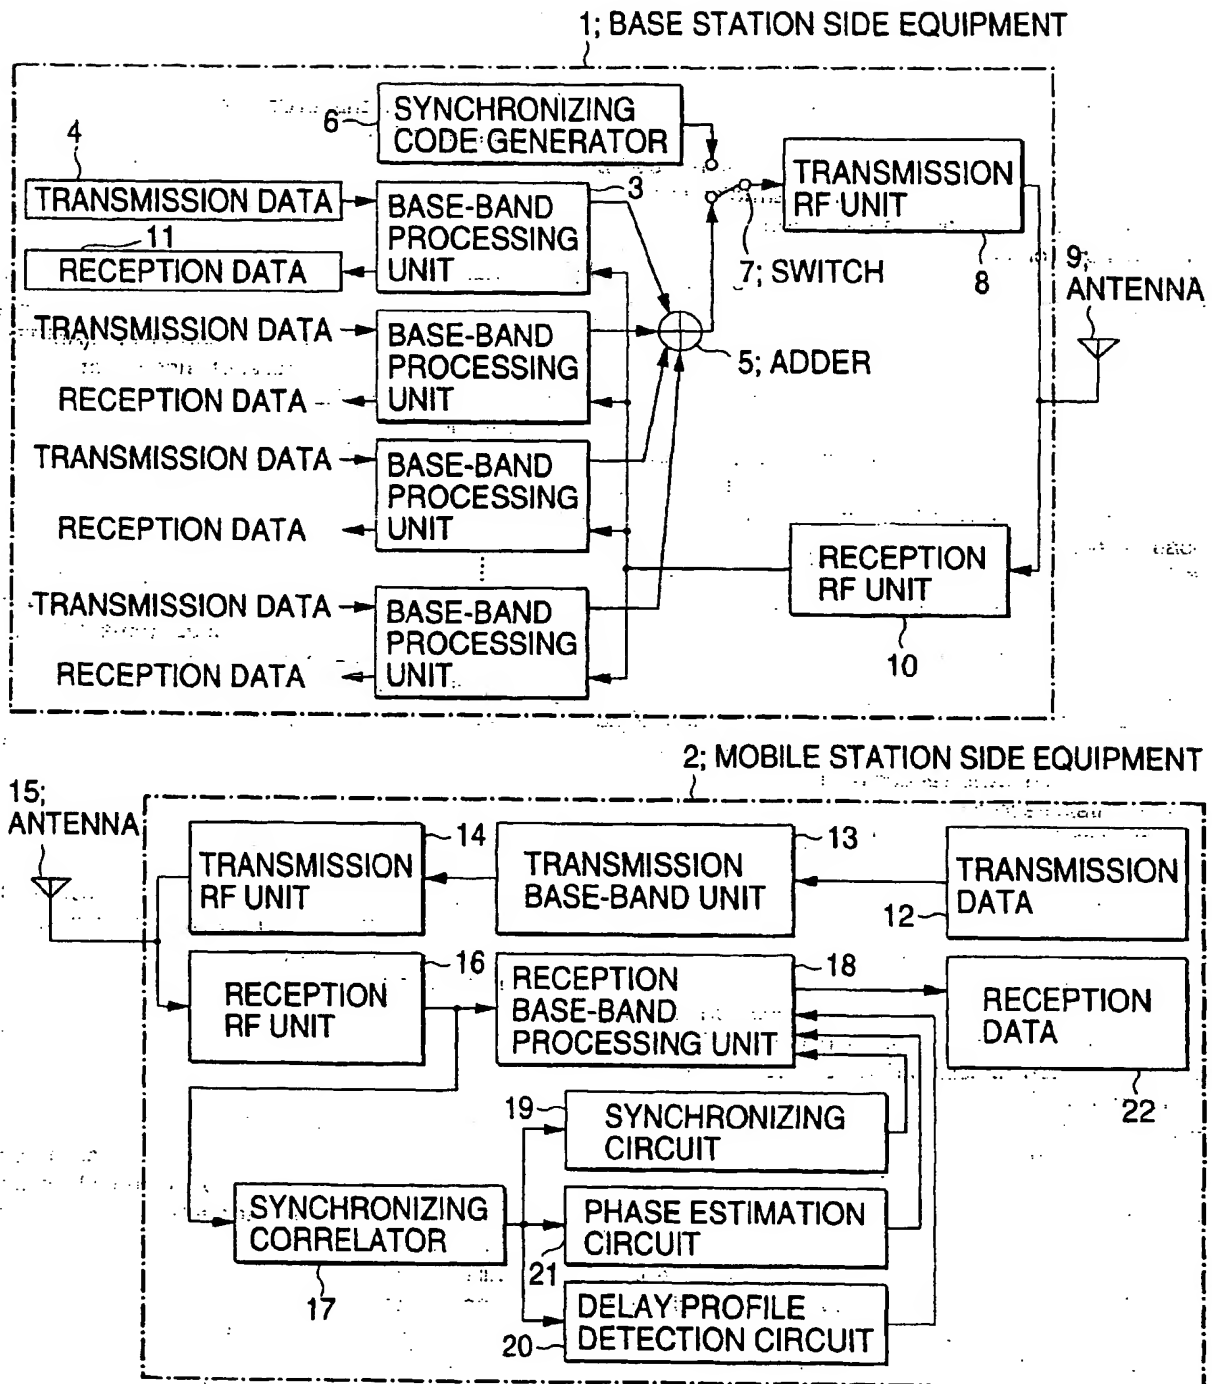 1; BASE STATION SIDE EQUIPMENT
6
SYNCHRONIZING
CODE GENERATOR
4
TRANSMISSION DATA
11
RECEPTION DATA
BASE-BAND
PROCESSING
UNIT
3
TRANSMISSION
RF UNIT
7; SWITCH
8
9;
ANTENNA
TRANSMISSION DATA
RECEPTION DATA
BASE-BAND
PROCESSING
UNIT
5; ADDER
TRANSMISSION DATA
RECEPTION DATA
BASE-BAND
PROCESSING
UNIT
RECEPTION
RF UNIT
10
TRANSMISSION DATA
RECEPTION DATA
BASE-BAND
PROCESSING
UNIT
2; MOBILE STATION SIDE EQUIPMENT
15;
ANTENNA
TRANSMISSION
RF UNIT
14
TRANSMISSION
BASE-BAND UNIT
13
TRANSMISSION
DATA
12
RECEPTION
RF UNIT
16
RECEPTION
BASE-BAND
PROCESSING UNIT
18
RECEPTION
DATA
22
19
SYNCHRONIZING
CIRCUIT
SYNCHRONIZING
CORRELATOR
17
PHASE ESTIMATION
CIRCUIT
21
DELAY PROFILE
DETECTION CIRCUIT
20